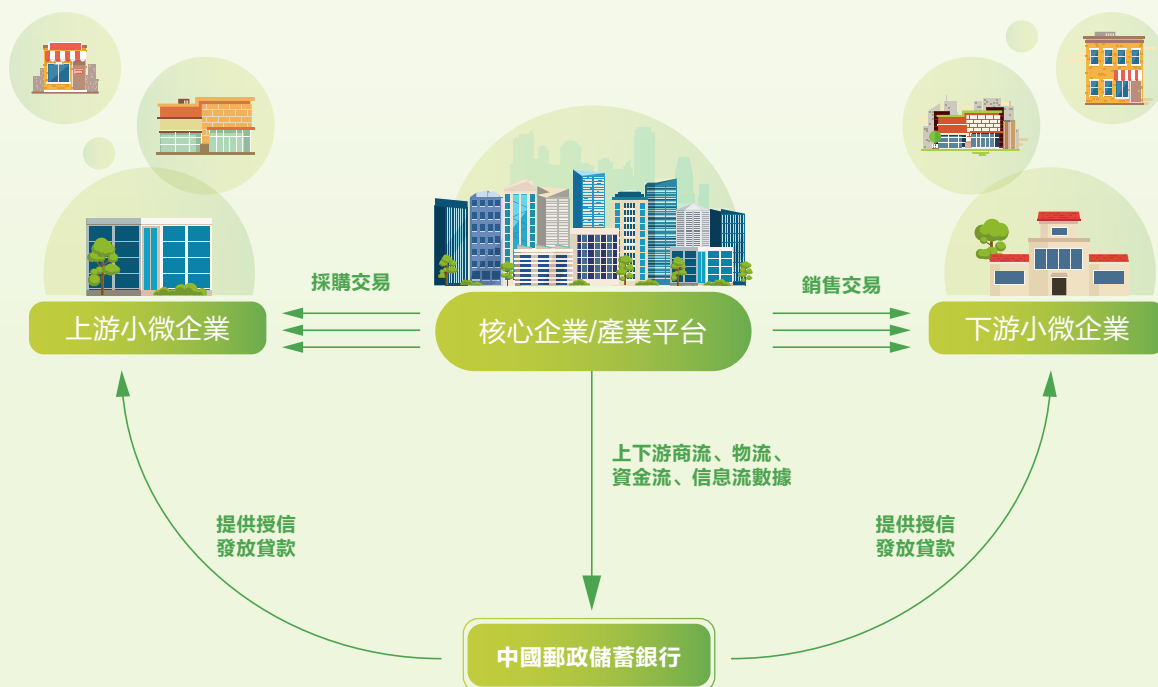 採購交易
銷售交易
上游小微企業
核心企業/產業平台
下游小微企業
上下游商流、物流、
資金流、信息流數據
提供授信
發放貸款
提供授信
發放貸款
中國郵政儲蓄銀行